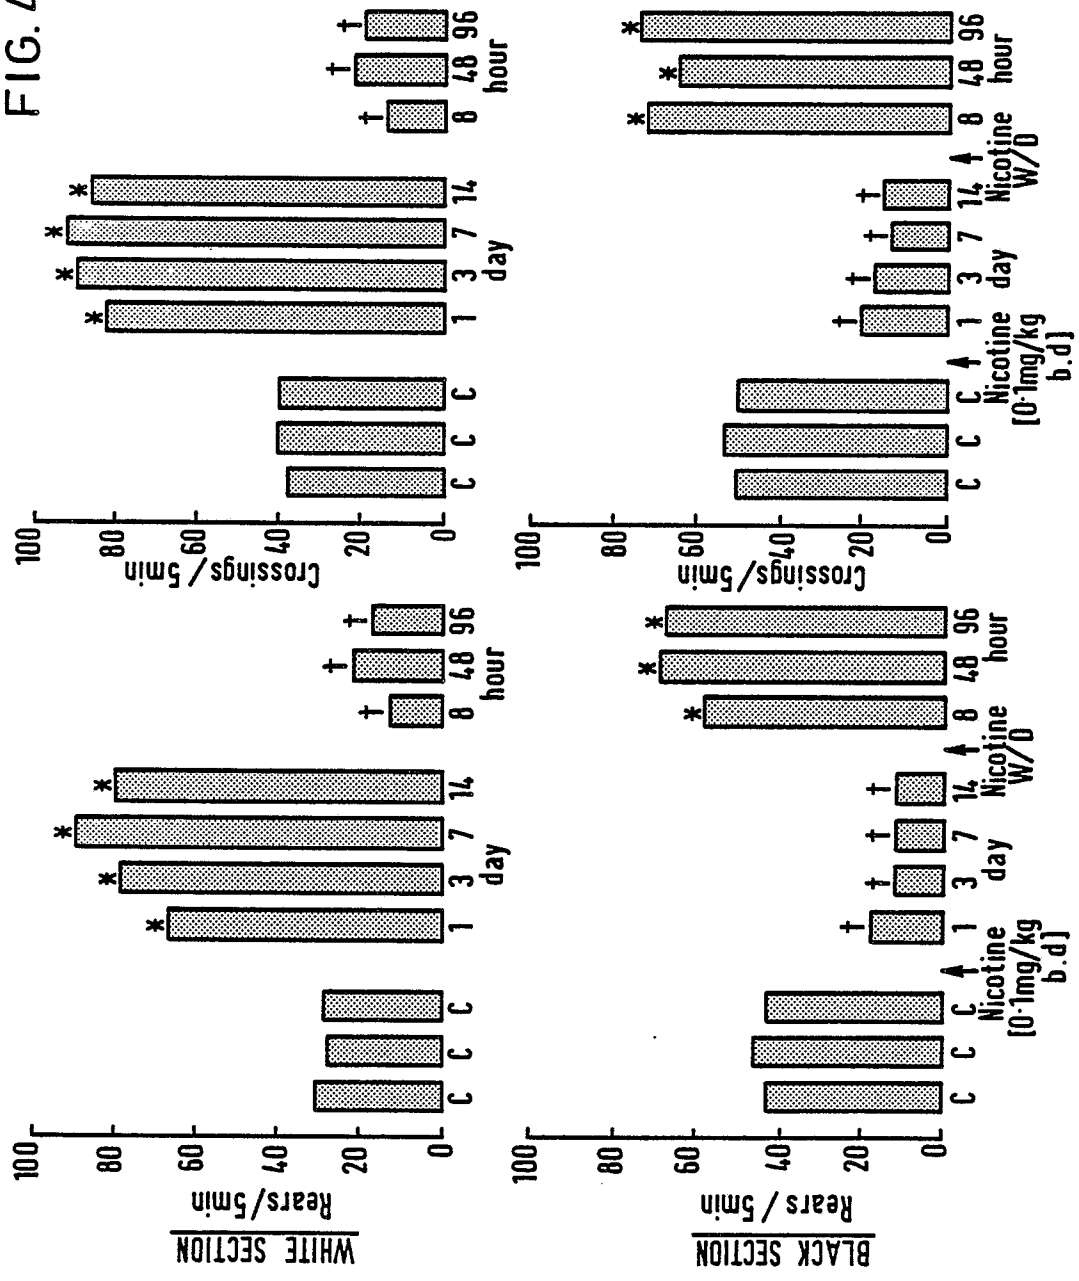 FIG. 4
WHITE SECTION
Rears/5min
100
80
60
40
20
0
C C C 1 3 7 14 8 48 96
day hour
Crossings/5min
100
80
60
40
20
0
C C C 1 3 7 14 8 48 96
day hour
* * * * † † †
* * * * † † †
BLACK SECTION
Rears / 5min
100
80
60
40
20
0
C C C 1 3 7 14 8 48 96
Nicotine day Nicotine hour
[0·1mg/kg W/D
b.d]
Crossings/5min
100
80
60
40
20
0
C C C 1 3 7 14 8 48 96
Nicotine day Nicotine hour
[0·1mg/kg W/D
b.d]
† † † † * * *
† † † † * * *